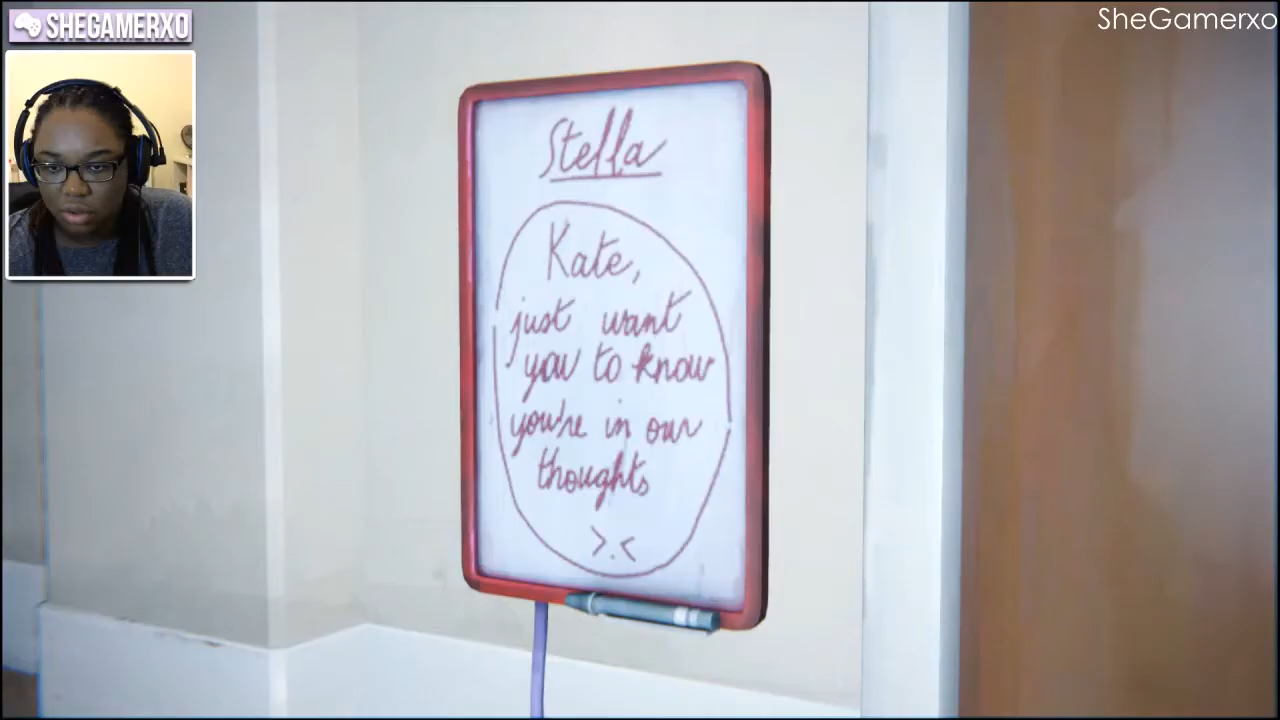 SHEGAMERXO
SheGamerxo
Stella
Kate,
just want
you to know
you're in our
thoughts
>.<